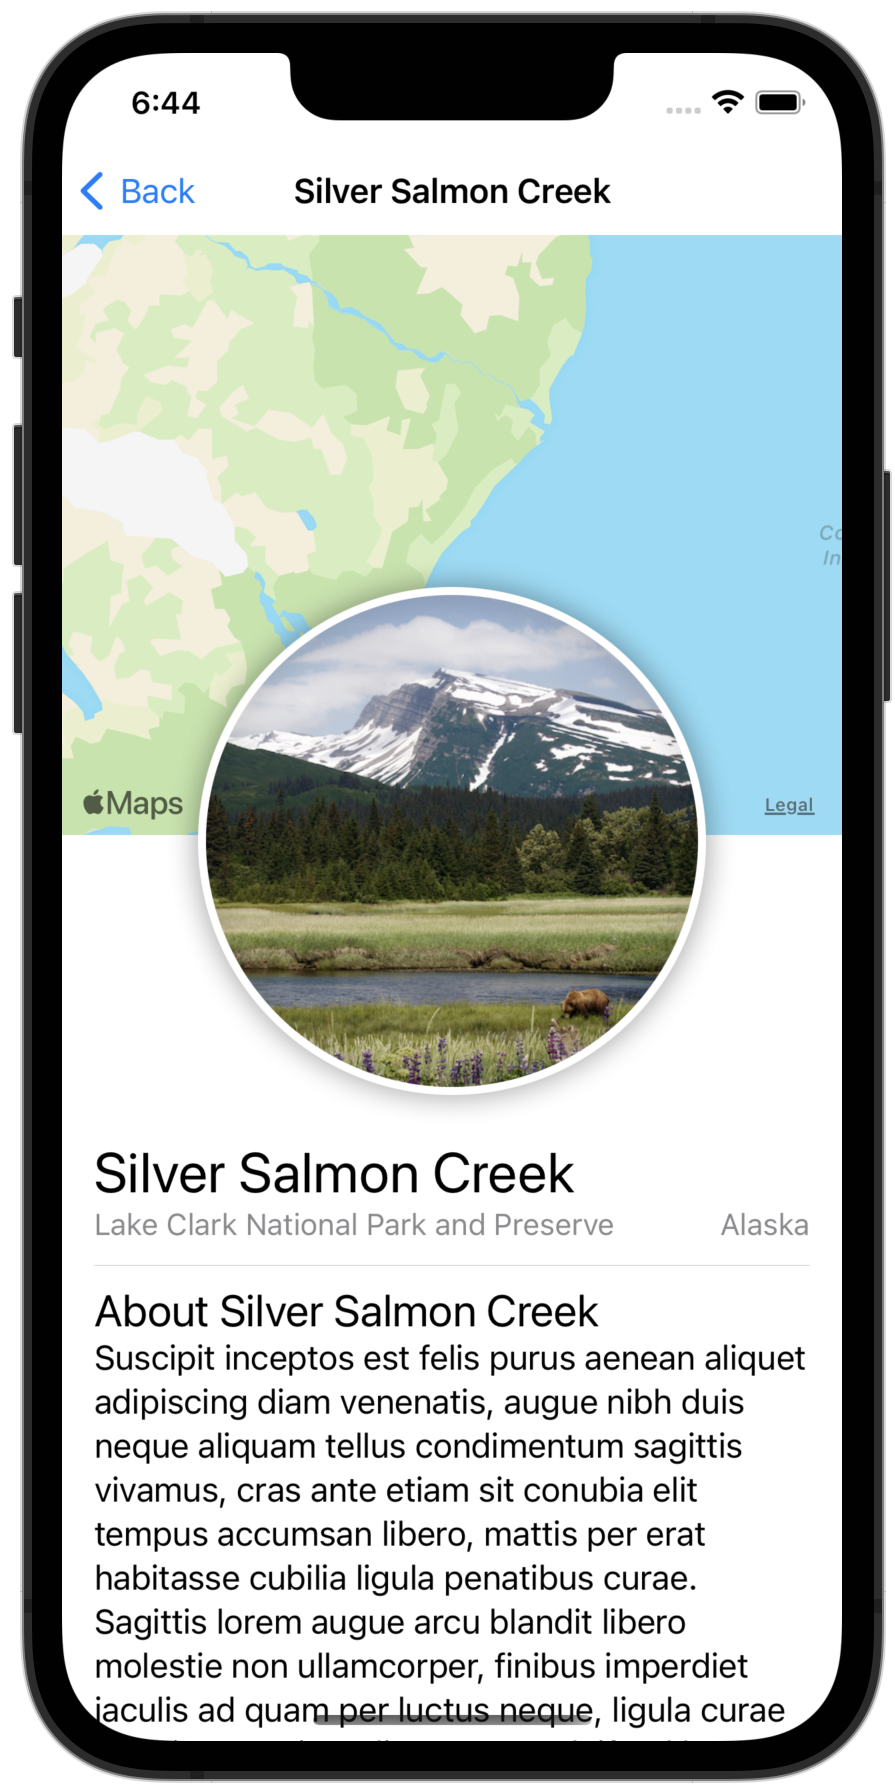 6:44
Back
Silver Salmon Creek
Co
In
Maps
Legal
Silver Salmon Creek
Lake Clark National Park and Preserve Alaska
About Silver Salmon Creek
Suscipit inceptos est felis purus aenean aliquet
adipiscing diam venenatis, augue nibh duis
neque aliquam tellus condimentum sagittis
vivamus, cras ante etiam sit conubia elit
tempus accumsan libero, mattis per erat
habitasse cubilia ligula penatibus curae.
Sagittis lorem augue arcu blandit libero
molestie non ullamcorper, finibus imperdiet
iaculis ad quam per luctus neque, ligula curae